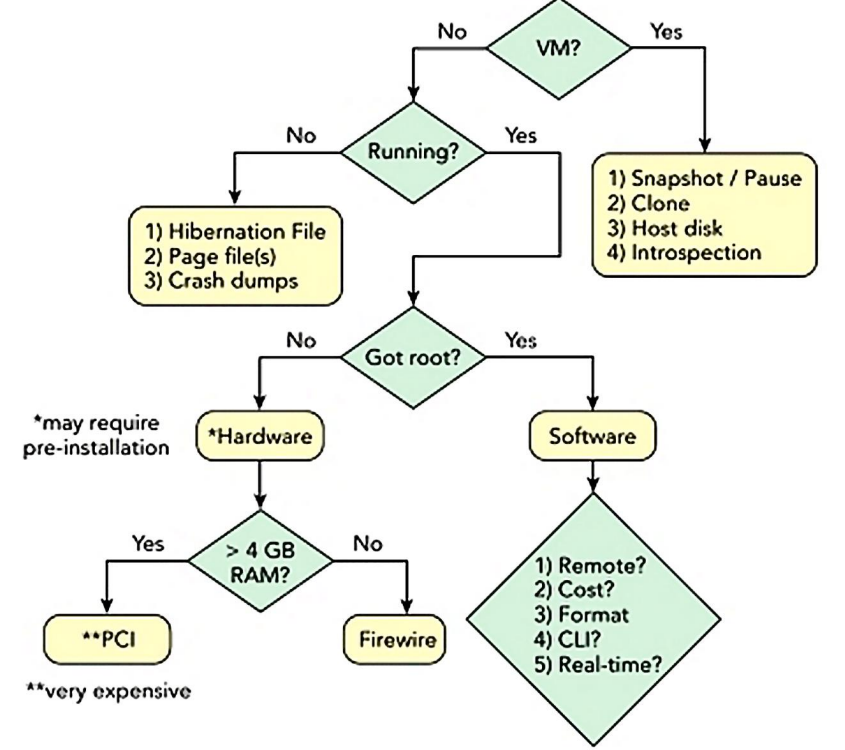 No
VM?
Yes
No
Running?
Yes
1) Snapshot / Pause
2) Clone
3) Host disk
4) Introspection
1) Hibernation File
2) Page file(s)
3) Crash dumps
No
Got root?
Yes
*may require
pre-installation
*Hardware
Software
Yes
> 4 GB
RAM?
No
1) Remote?
2) Cost?
3) Format
4) CLI?
5) Real-time?
**PCI
Firewire
**very expensive